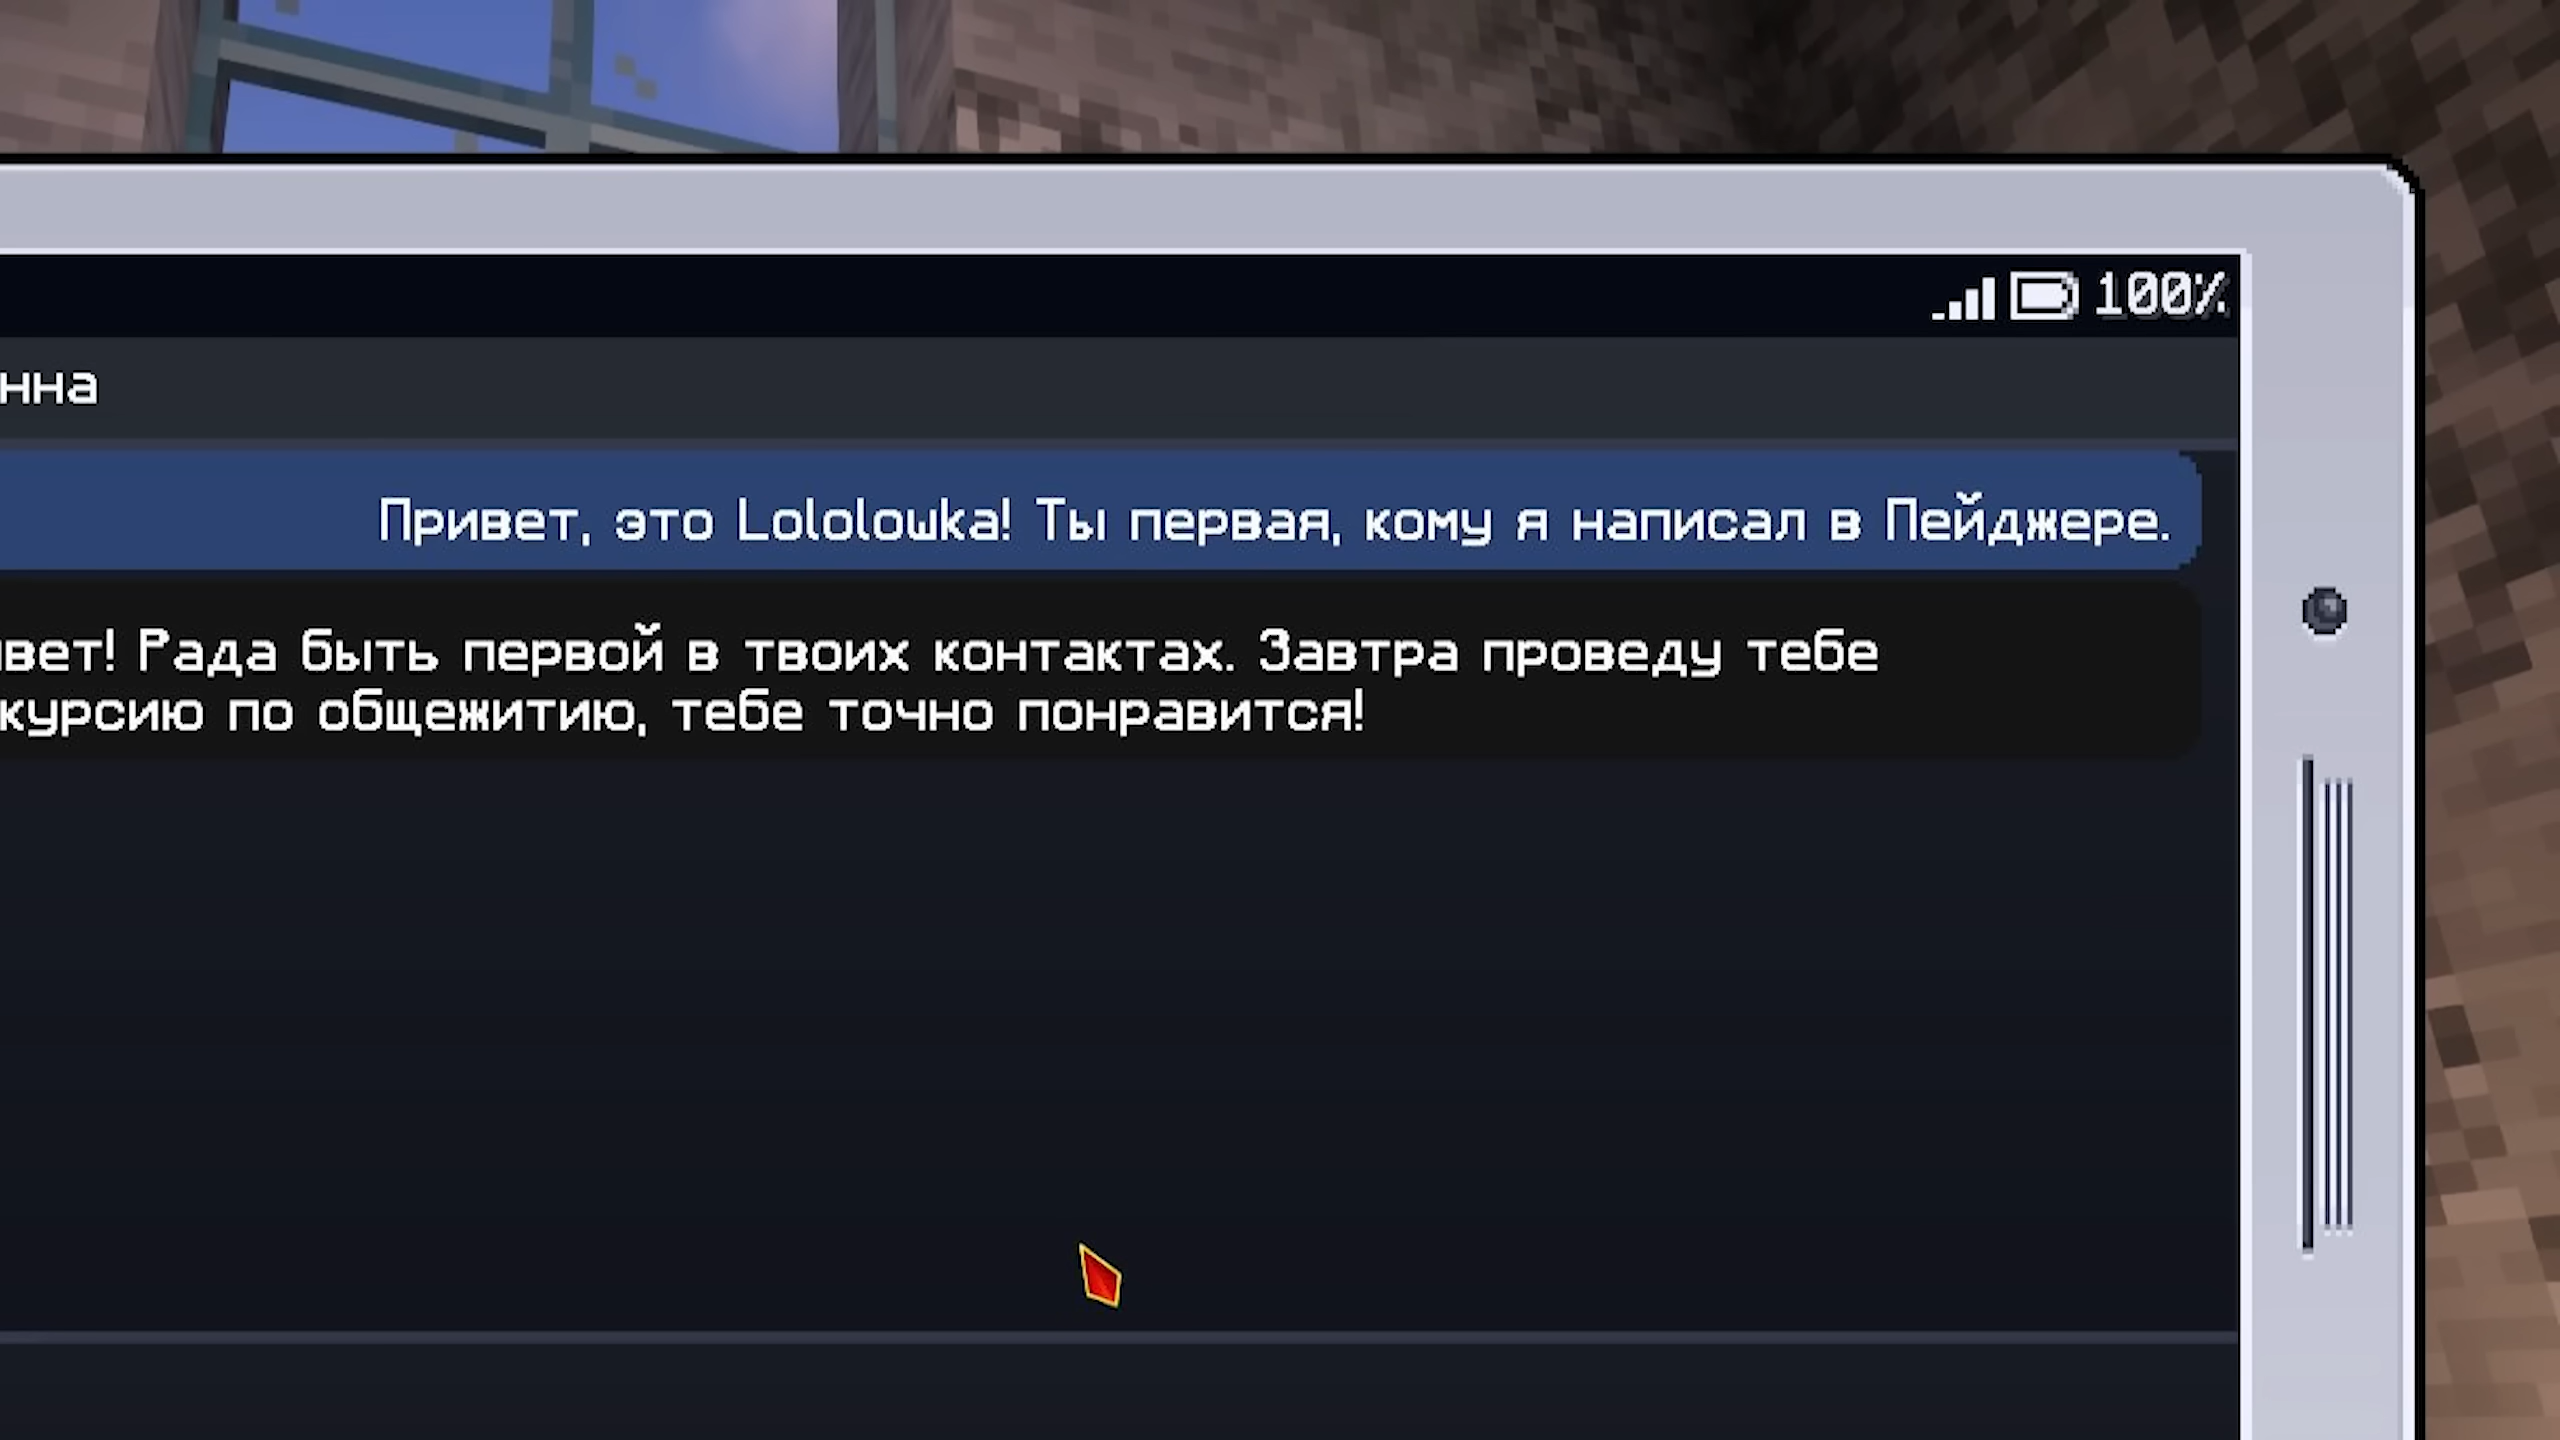 100%
нна
Привет, это Lololowka! Ты первая, кому я написал в Пейджере.
вет! Рада быть первой в твоих контактах. Завтра проведу тебе
курсию по общежитию, тебе точно понравится!